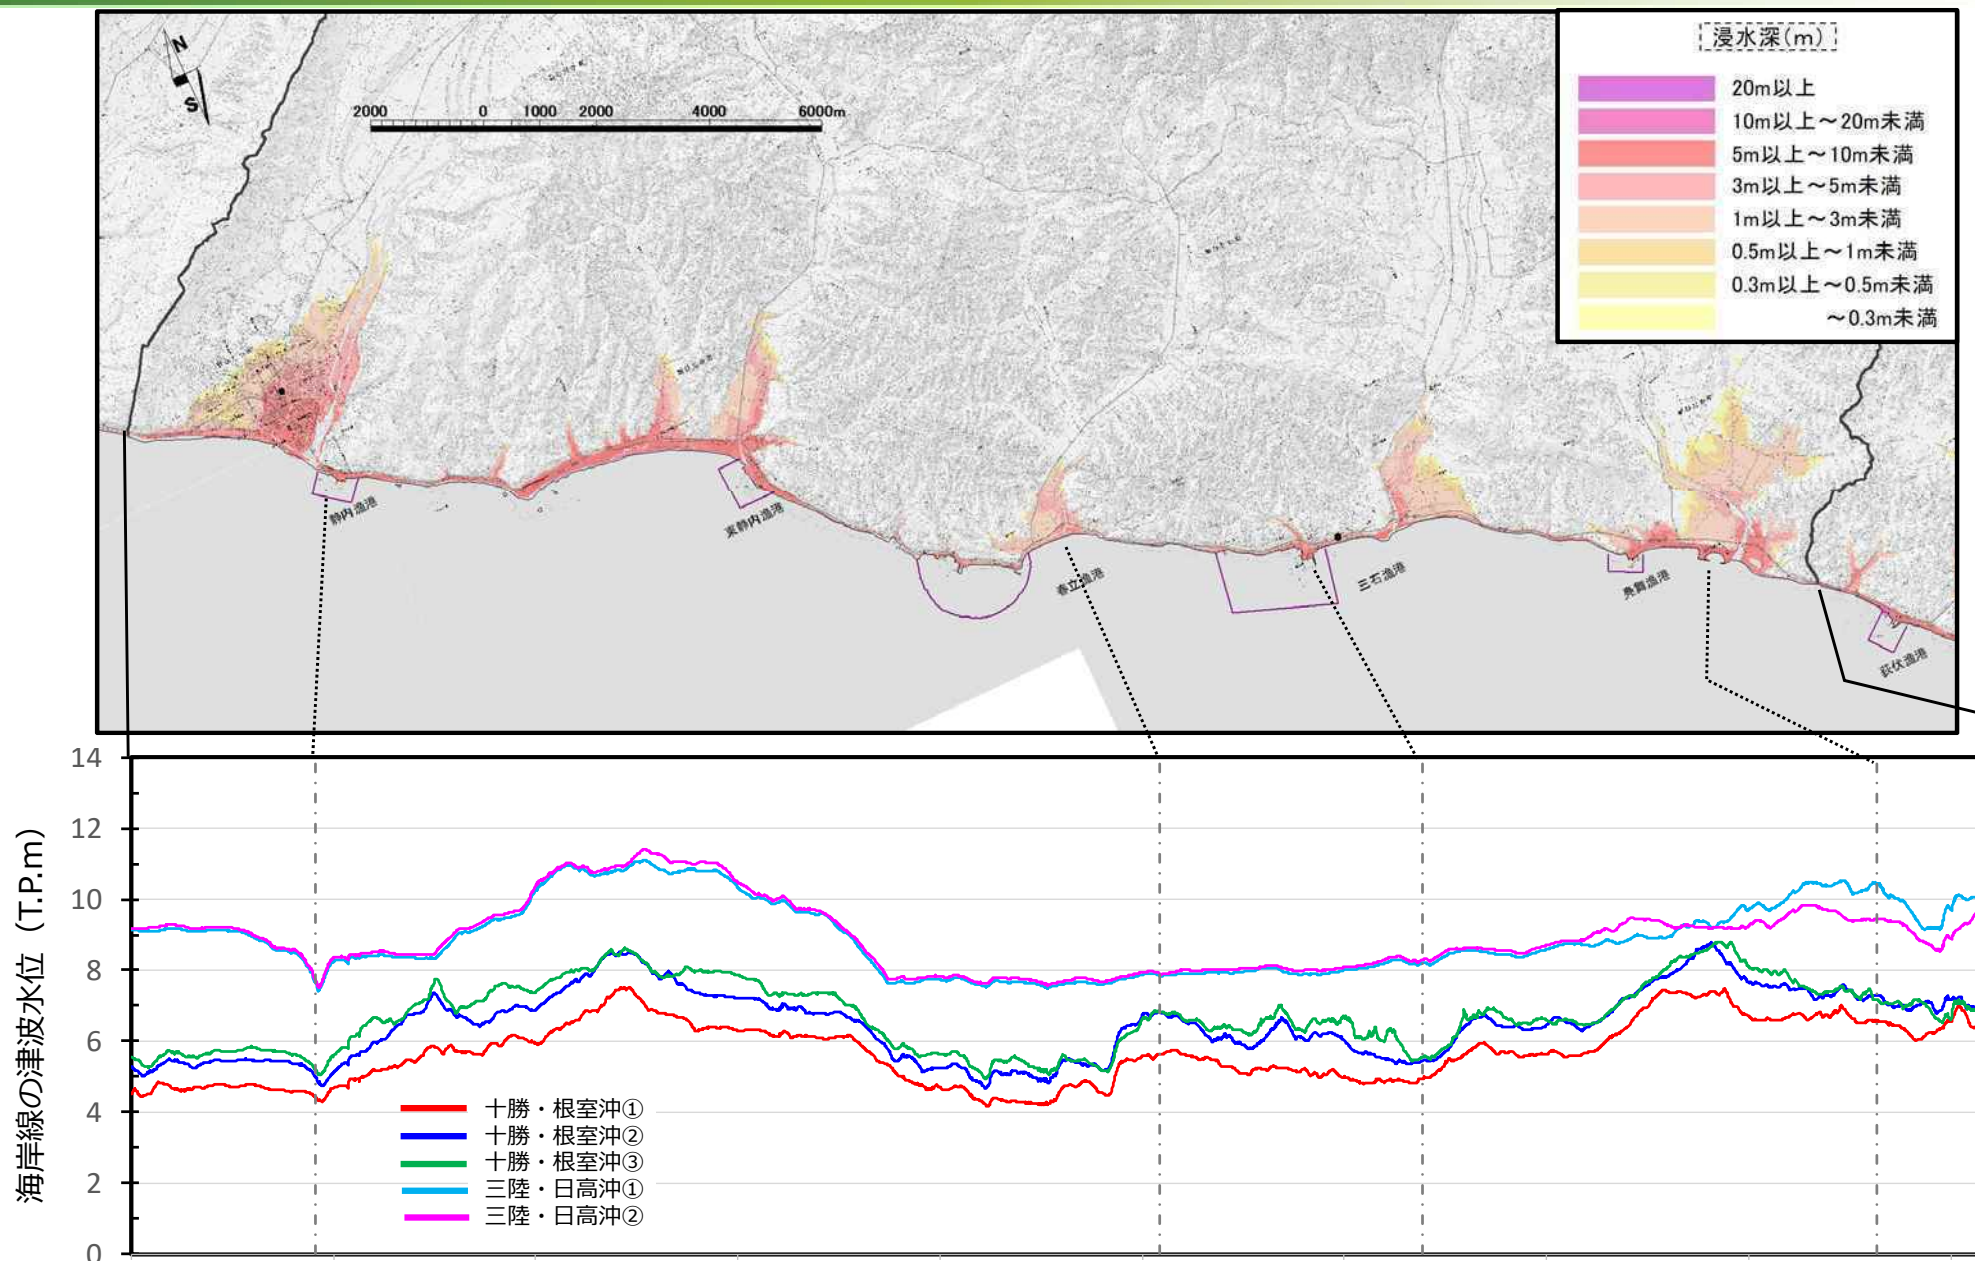 N
S
2000 0 1000 2000 4000 6000m
浸水深(m)
20m以上
10m以上～20m未満
5m以上～10m未満
3m以上～5m未満
1m以上～3m未満
0.5m以上～1m未満
0.3m以上～0.5m未満
～0.3m未満
静内漁港
東静内漁港
春立漁港
三石漁港
鳧舞漁港
荻伏漁港
海岸線の津波水位 (T.P.m)
14
12
10
8
6
4
2
0
十勝・根室沖①
十勝・根室沖②
十勝・根室沖③
三陸・日高沖①
三陸・日高沖②